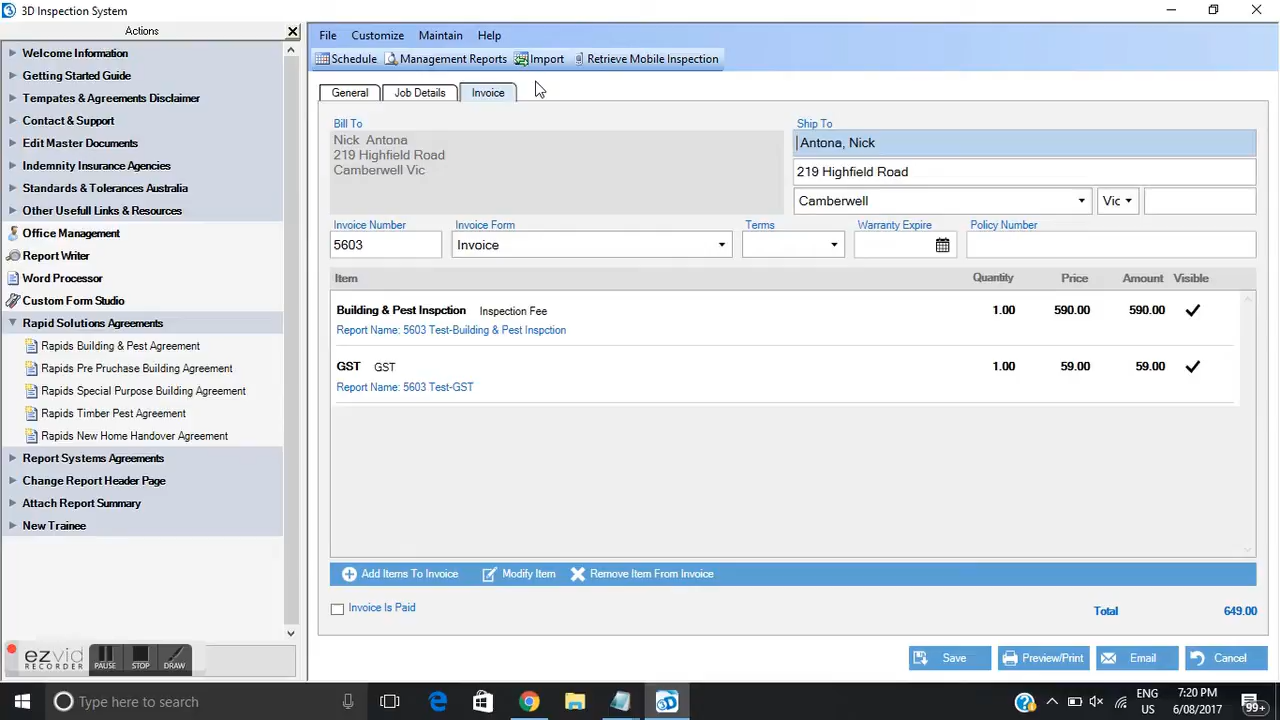 3D Inspection System
Actions
Welcome Information
Getting Started Guide
Tempates & Agreements Disclaimer
Contact & Support
Edit Master Documents
Indemnity Insurance Agencies
Standards & Tolerances Australia
Other Usefull Links & Resources
Office Management
Report Writer
Word Processor
Custom Form Studio
Rapid Solutions Agreements
Rapids Building & Pest Agreement
Rapids Pre Pruchase Building Agreement
Rapids Special Purpose Building Agreement
Rapids Timber Pest Agreement
Rapids New Home Handover Agreement
Report Systems Agreements
Change Report Header Page
Attach Report Summary
New Trainee
ezvid
RECORDER
PAUSE STOP DRAW
File Customize Maintain Help
Schedule Management Reports Import Retrieve Mobile Inspection
General Job Details Invoice
Bill To
Nick Antona
219 Highfield Road
Camberwell Vic
Ship To
Antona, Nick
219 Highfield Road
Camberwell Vic
Invoice Number Invoice Form Terms Warranty Expire Policy Number
5603 Invoice
Item Quantity Price Amount Visible
Building & Pest Inspction Inspection Fee 1.00 590.00 590.00
Report Name: 5603 Test-Building & Pest Inspction
GST GST 1.00 59.00 59.00
Report Name: 5603 Test-GST
Add Items To Invoice Modify Item Remove Item From Invoice
Invoice Is Paid Total 649.00
Save Preview/Print Email Cancel
Type here to search
3D
ENG
US
7:20 PM
6/08/2017
99+